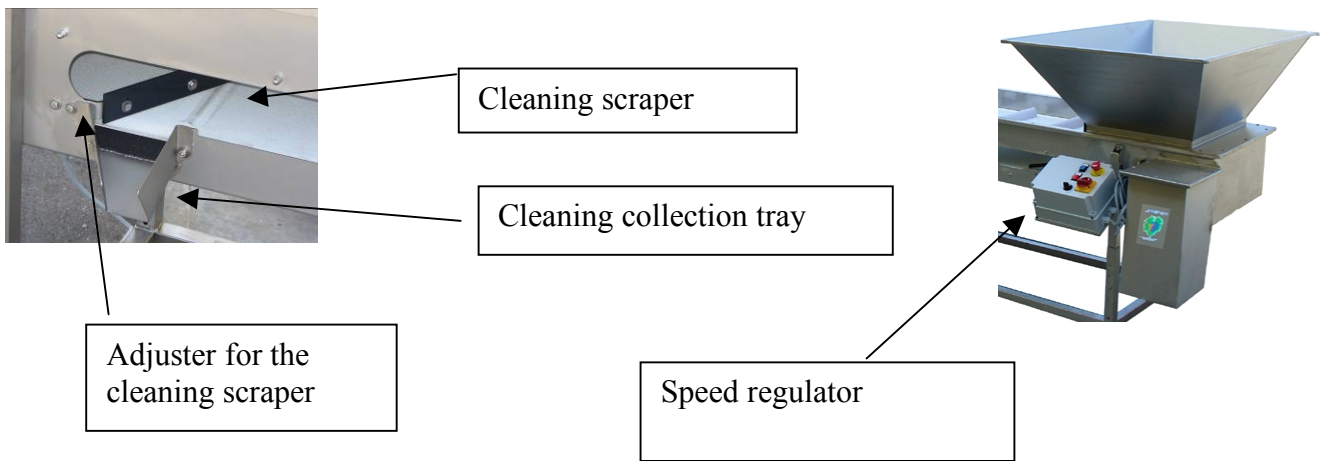 Cleaning scraper
Cleaning collection tray
Adjuster for the
cleaning scraper
Speed regulator